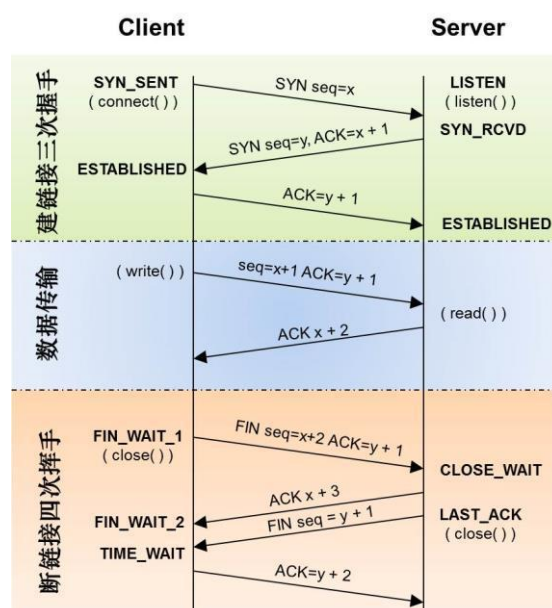 Client
Server
建链接三次握手
SYN_SENT
( connect( ) )
SYN seq=x
LISTEN
( listen( ) )
SYN seq=y, ACK=x + 1
SYN_RCVD
ESTABLISHED
ACK=y + 1
ESTABLISHED
数据传输
( write( ) )
seq=x+1 ACK=y + 1
( read( ) )
ACK x + 2
断链接四次挥手
FIN_WAIT_1
( close( ) )
FIN seq=x+2 ACK=y + 1
CLOSE_WAIT
ACK x + 3
FIN_WAIT_2
FIN seq = y + 1
LAST_ACK
( close( ) )
TIME_WAIT
ACK=y + 2